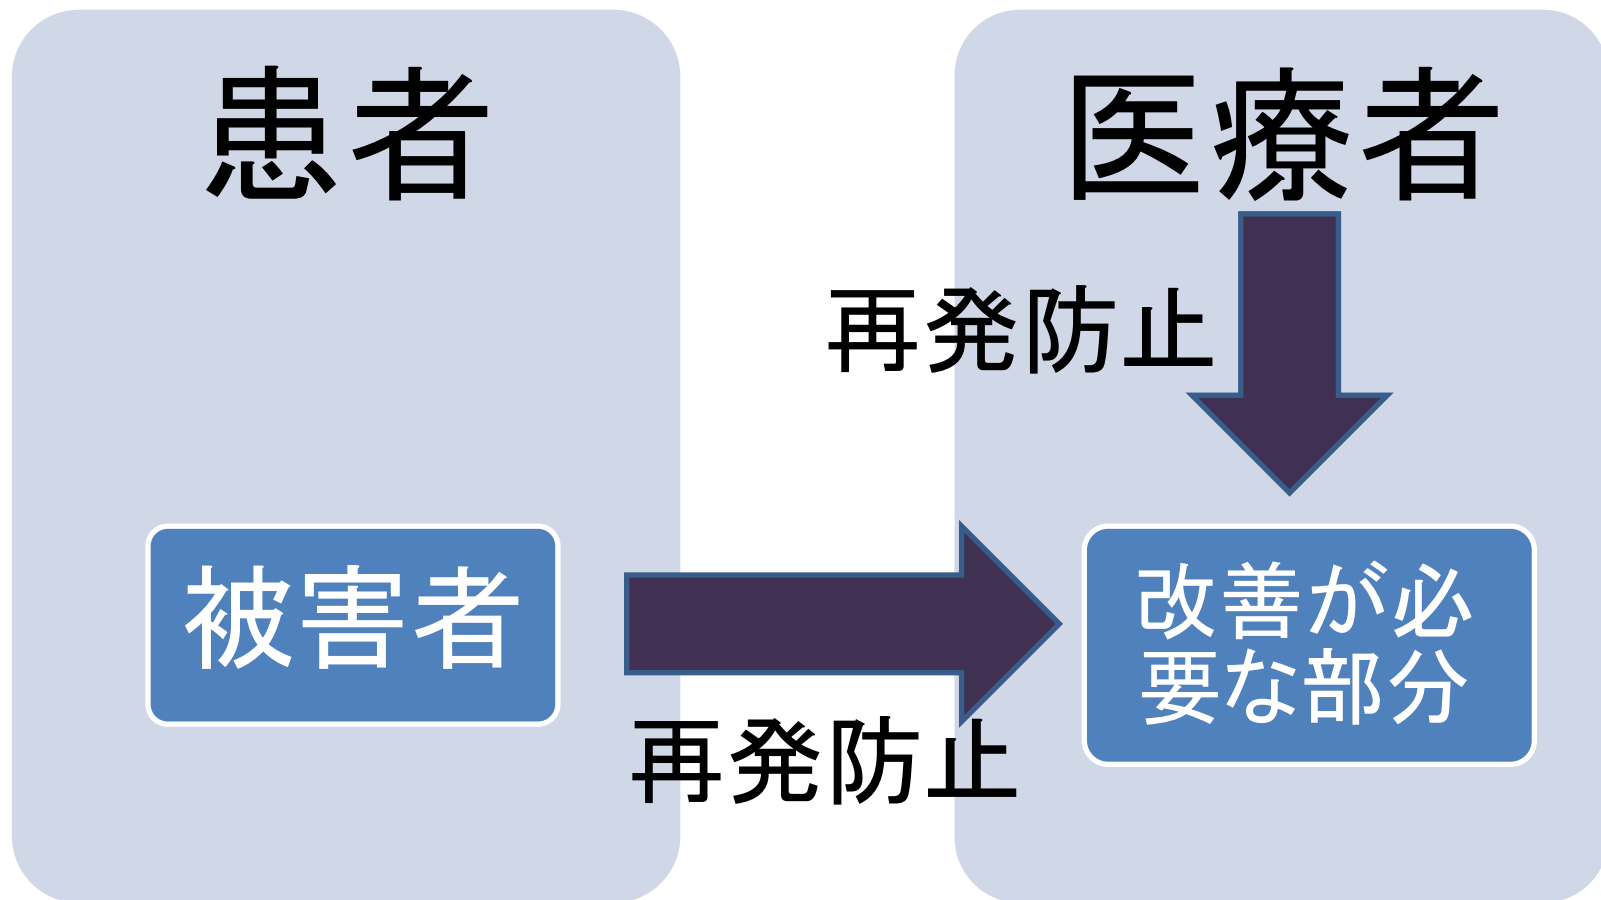 患者
医療者
再発防止
被害者
改善が必
要な部分
再発防止